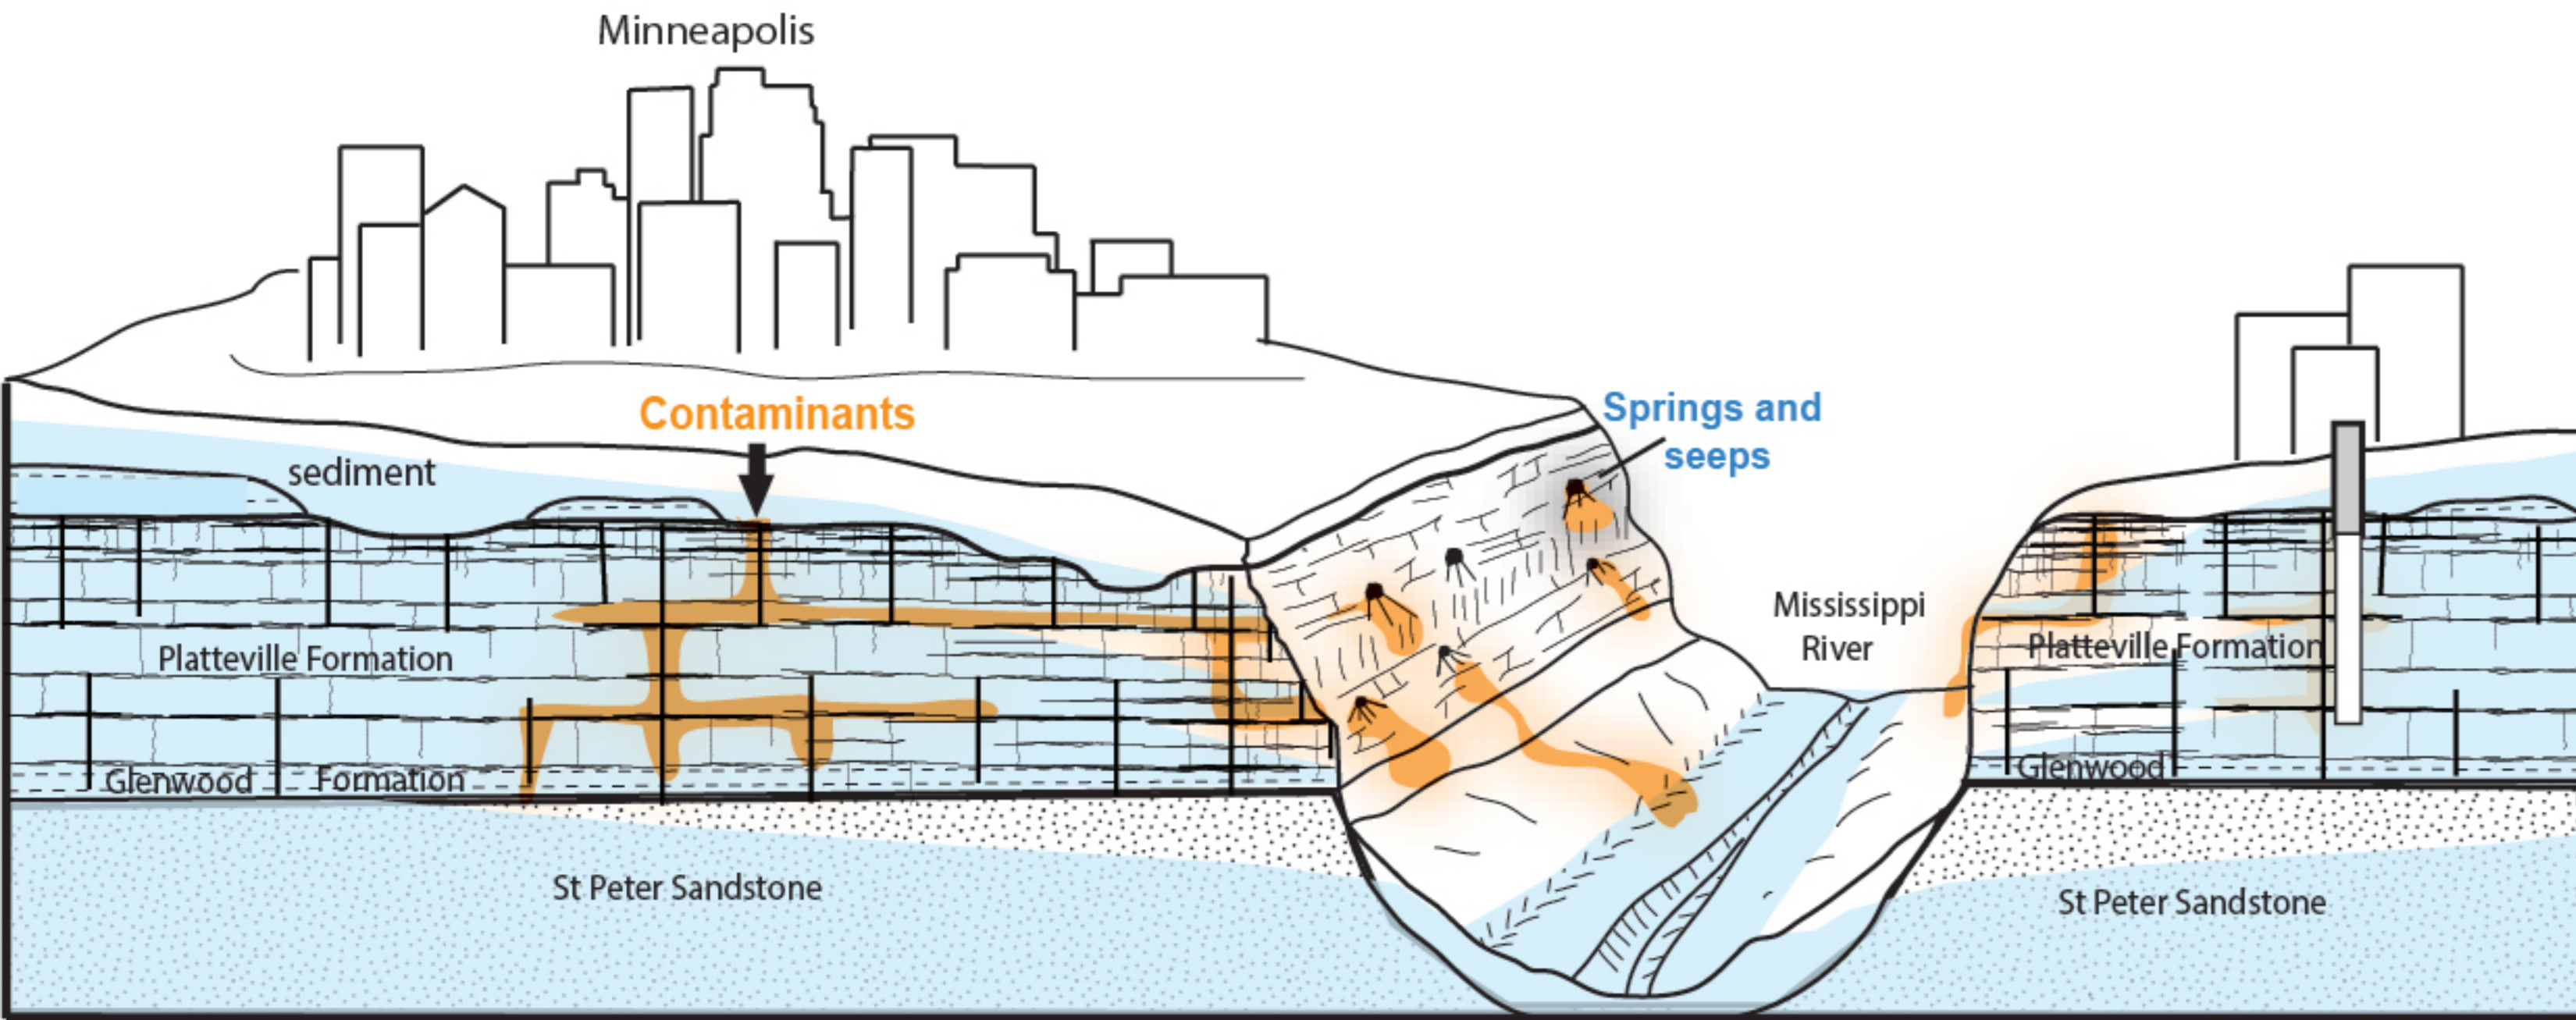 Minneapolis
Contaminants
Springs and
seeps
sediment
Mississippi
River
Platteville Formation
Platteville Formation
Glenwood Formation
Glenwood
St Peter Sandstone
St Peter Sandstone